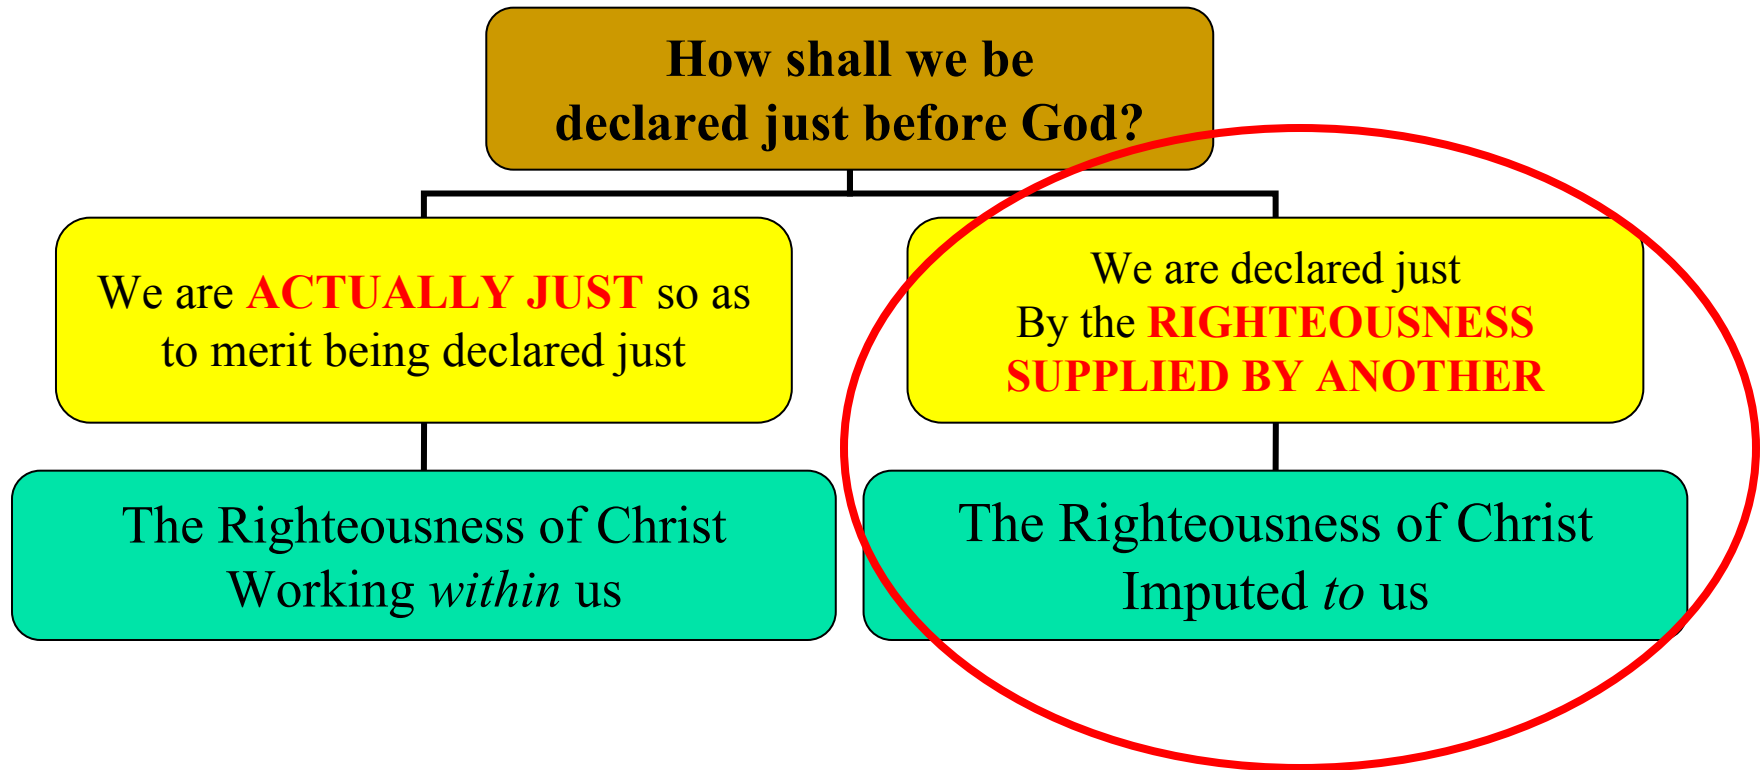 How shall we be
declared just before God?
We are ACTUALLY JUST so as
to merit being declared just
We are declared just
By the RIGHTEOUSNESS
SUPPLIED BY ANOTHER
The Righteousness of Christ
Working within us
The Righteousness of Christ
Imputed to us